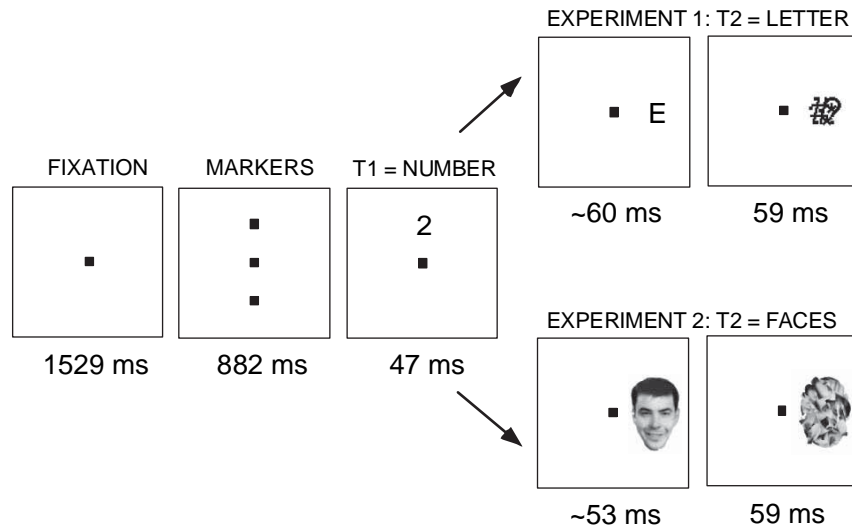 EXPERIMENT 1: T2 = LETTER
E
#?
~60 ms
59 ms
FIXATION
MARKERS
T1 = NUMBER
2
1529 ms
882 ms
47 ms
EXPERIMENT 2: T2 = FACES
~53 ms
59 ms